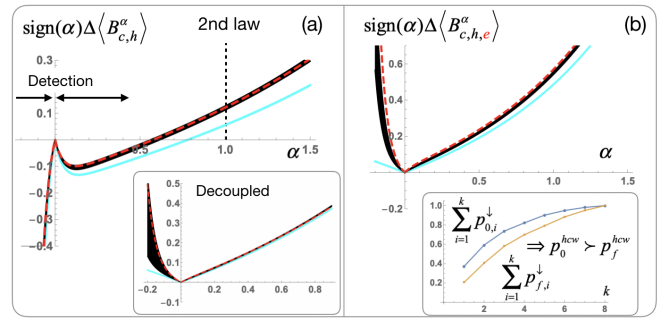 sign(α)Δ⟨B^α_{c,h}⟩
2nd law
(a)
0.3
Detection
0.1
0.5
1.0
1.5
α
-0.1
-0.2
-0.3
-0.4
Decoupled
0.5
0.4
0.3
0.2
0.1
-0.1
-0.2
0.2
0.4
0.6
0.8
sign(α)Δ⟨B^α_{c,h,e}⟩
(b)
0.6
0.4
0.2
-0.2
0.5
1.0
1.5
α
1.0
0.8
0.6
0.4
0.2
∑_{i=1}^{k} p^↓_{0,i}
⇒ p_0^{hcw} ≻ p_f^{hcw}
∑_{i=1}^{k} p^↓_{f,i}
k
2
4
6
8